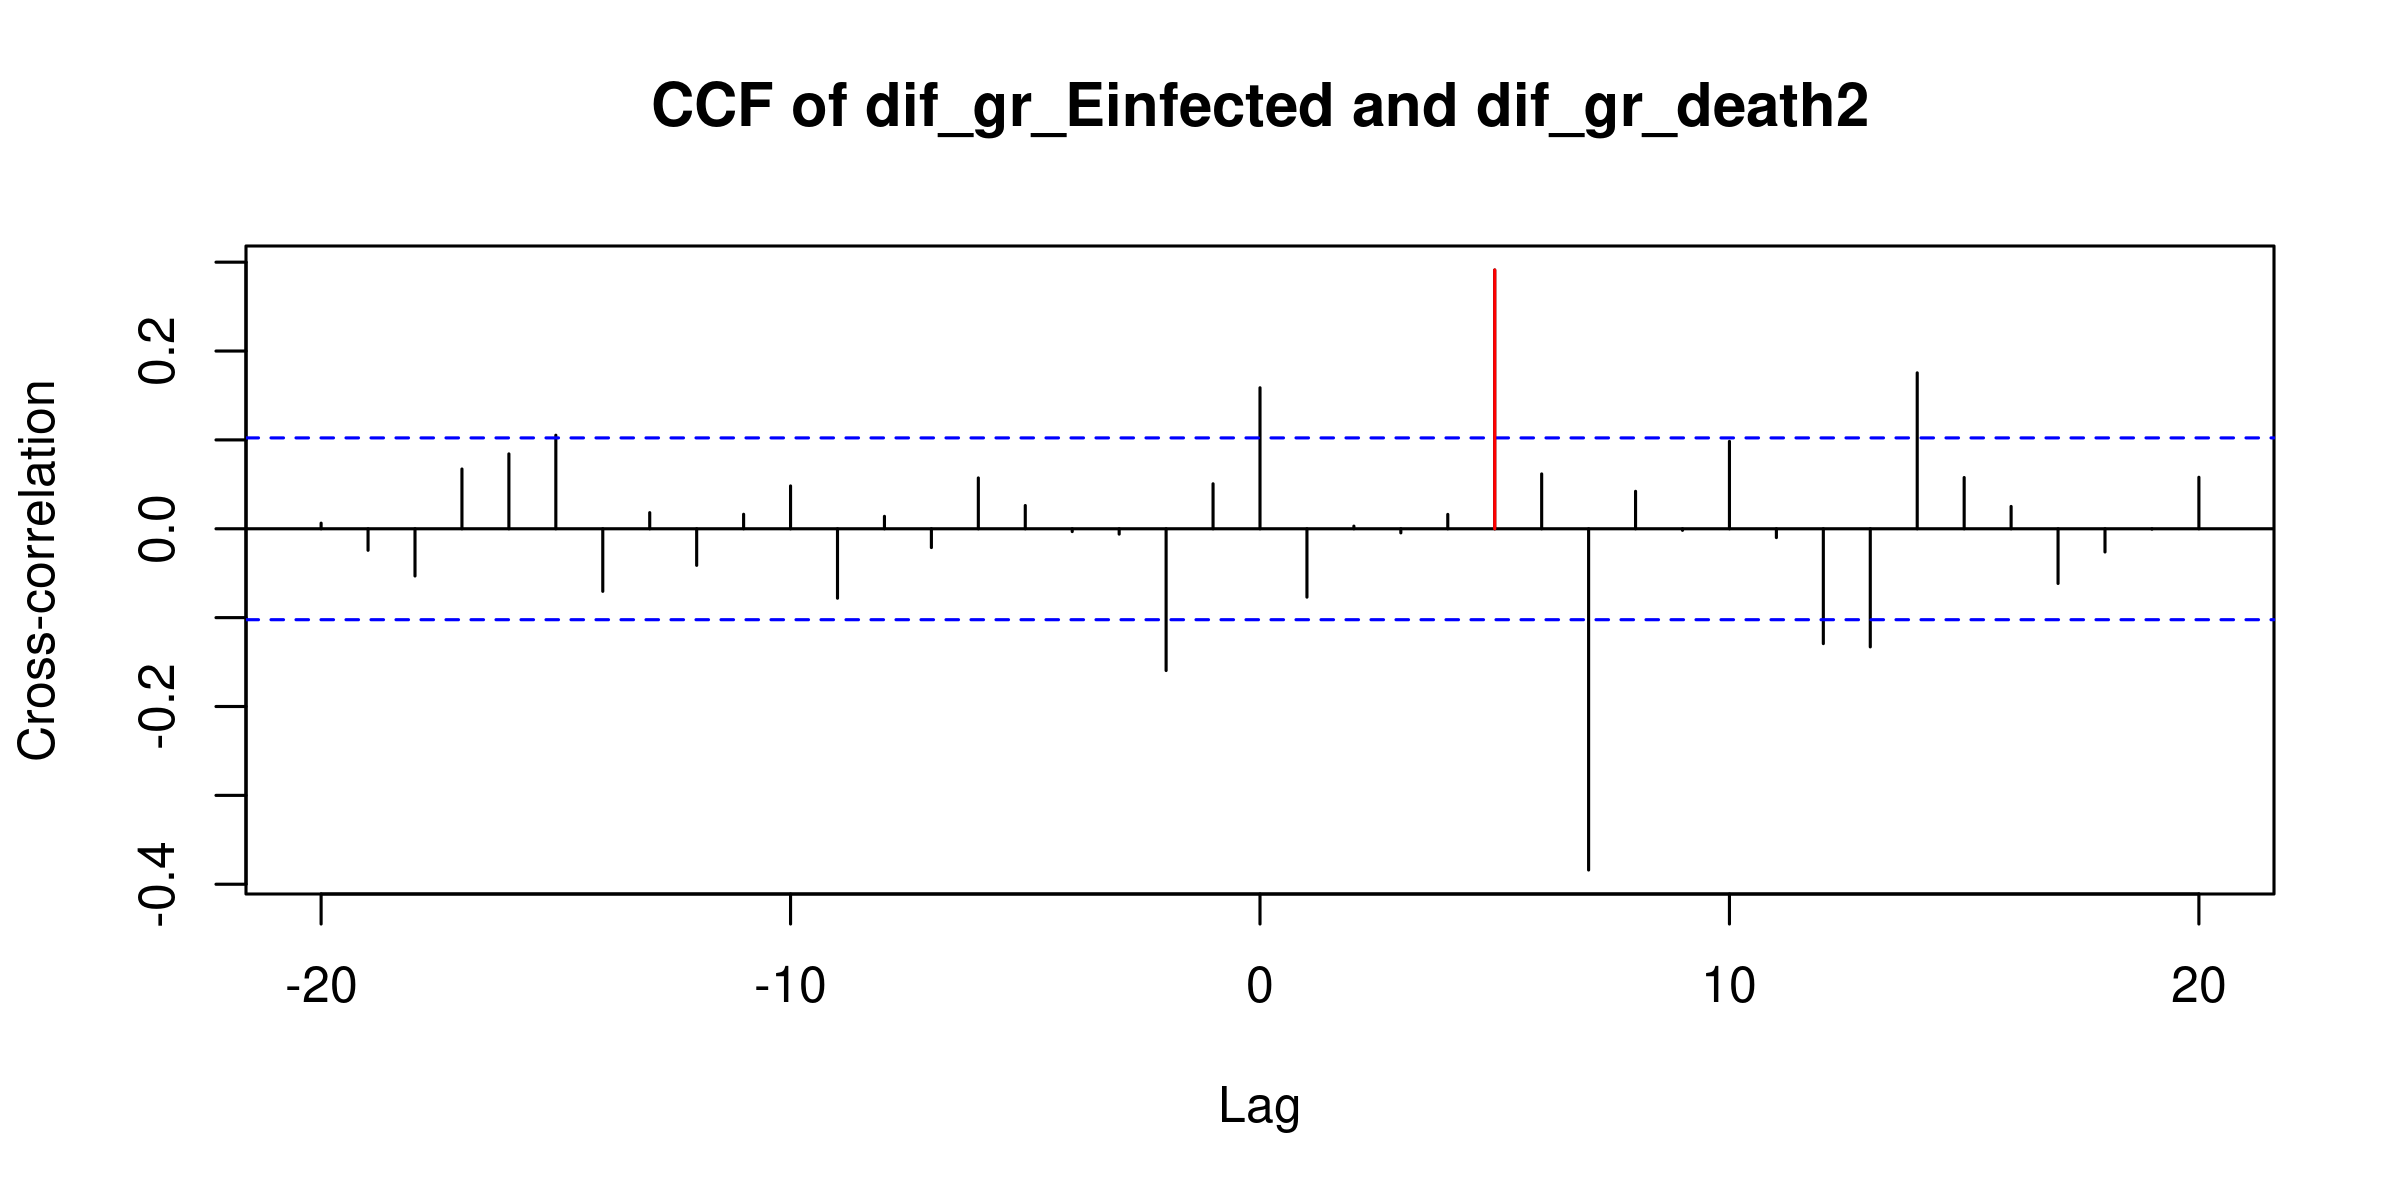 CCF of dif_gr_Einfected and dif_gr_death2
Cross-correlation
0.2
0.0
-0.2
-0.4
-20 -10 0 10 20
Lag